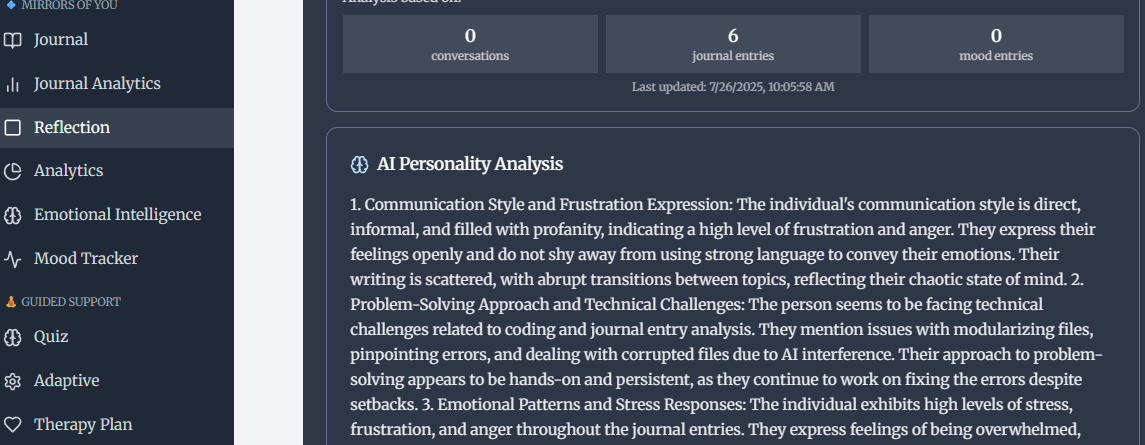 MIRRORS OF YOU
Journal
Journal Analytics
Reflection
Analytics
Emotional Intelligence
Mood Tracker
GUIDED SUPPORT
Quiz
Adaptive
Therapy Plan
Analysis based on:
0
conversations
6
journal entries
0
mood entries
Last updated: 7/26/2025, 10:05:58 AM
AI Personality Analysis
1. Communication Style and Frustration Expression: The individual's communication style is direct,
informal, and filled with profanity, indicating a high level of frustration and anger. They express their
feelings openly and do not shy away from using strong language to convey their emotions. Their
writing is scattered, with abrupt transitions between topics, reflecting their chaotic state of mind. 2.
Problem-Solving Approach and Technical Challenges: The person seems to be facing technical
challenges related to coding and journal entry analysis. They mention issues with modularizing files,
pinpointing errors, and dealing with corrupted files due to AI interference. Their approach to problem-
solving appears to be hands-on and persistent, as they continue to work on fixing the errors despite
setbacks. 3. Emotional Patterns and Stress Responses: The individual exhibits high levels of stress,
frustration, and anger throughout the journal entries. They express feelings of being overwhelmed,